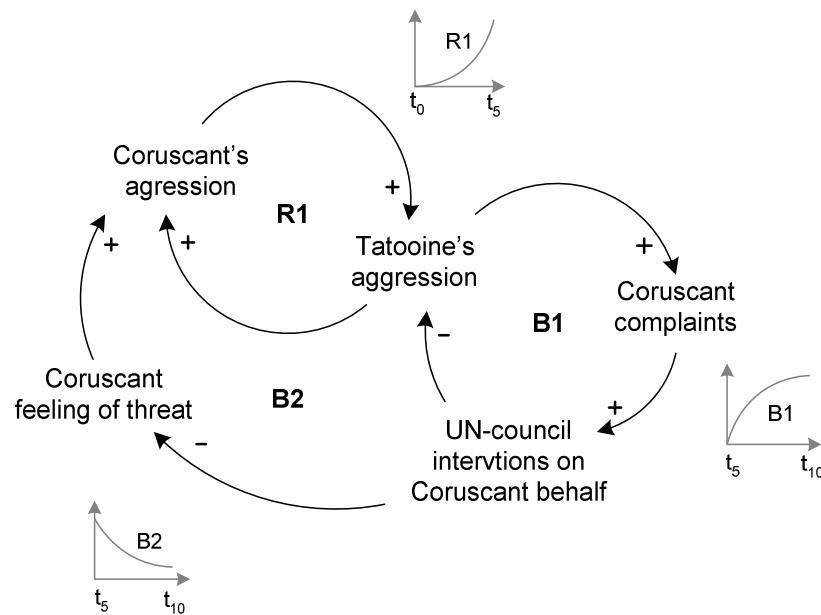 R1
t0
t5
Coruscant's
agression
+
R1
+
+
Tatooine's
aggression
+
Coruscant
complaints
B1
−
Coruscant
feeling of threat
B2
+
B1
t5
t10
UN-council
intervtions on
Coruscant behalf
−
B2
t5
t10